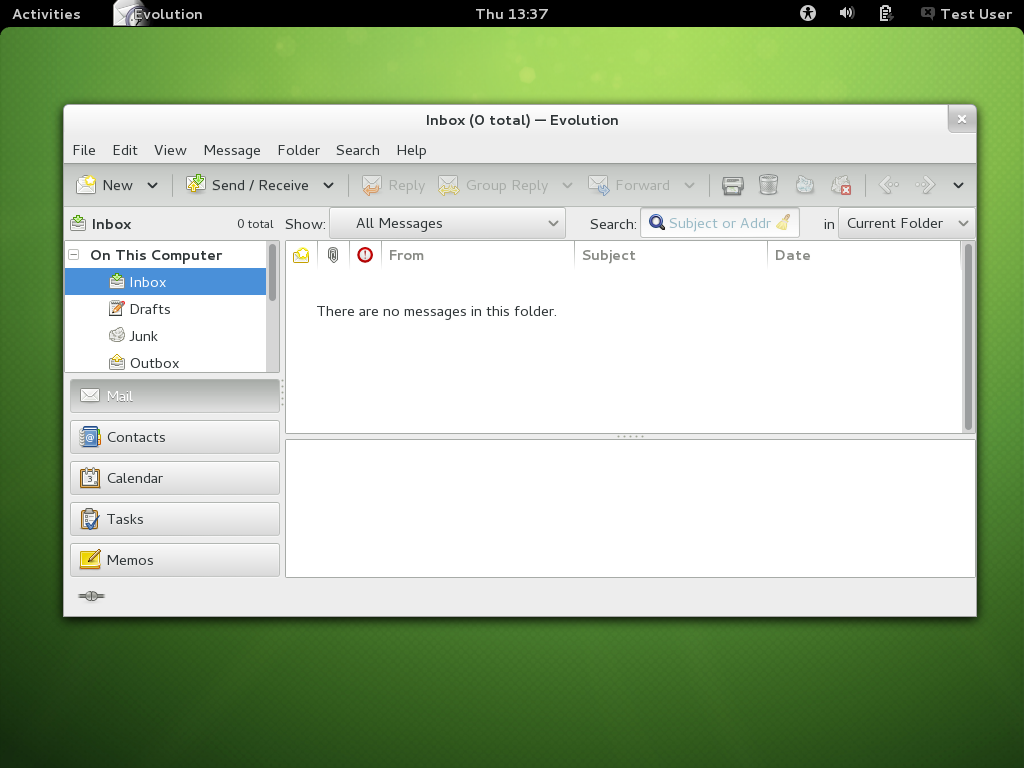 Activities Evolution Thu 13:37 Test User
Inbox (0 total) — Evolution
File Edit View Message Folder Search Help
New Send / Receive Reply Group Reply Forward
Inbox 0 total Show: All Messages Search: Subject or Addr in Current Folder
On This Computer
Inbox
Drafts
Junk
Outbox
From Subject Date
There are no messages in this folder.
Mail
Contacts
Calendar
Tasks
Memos